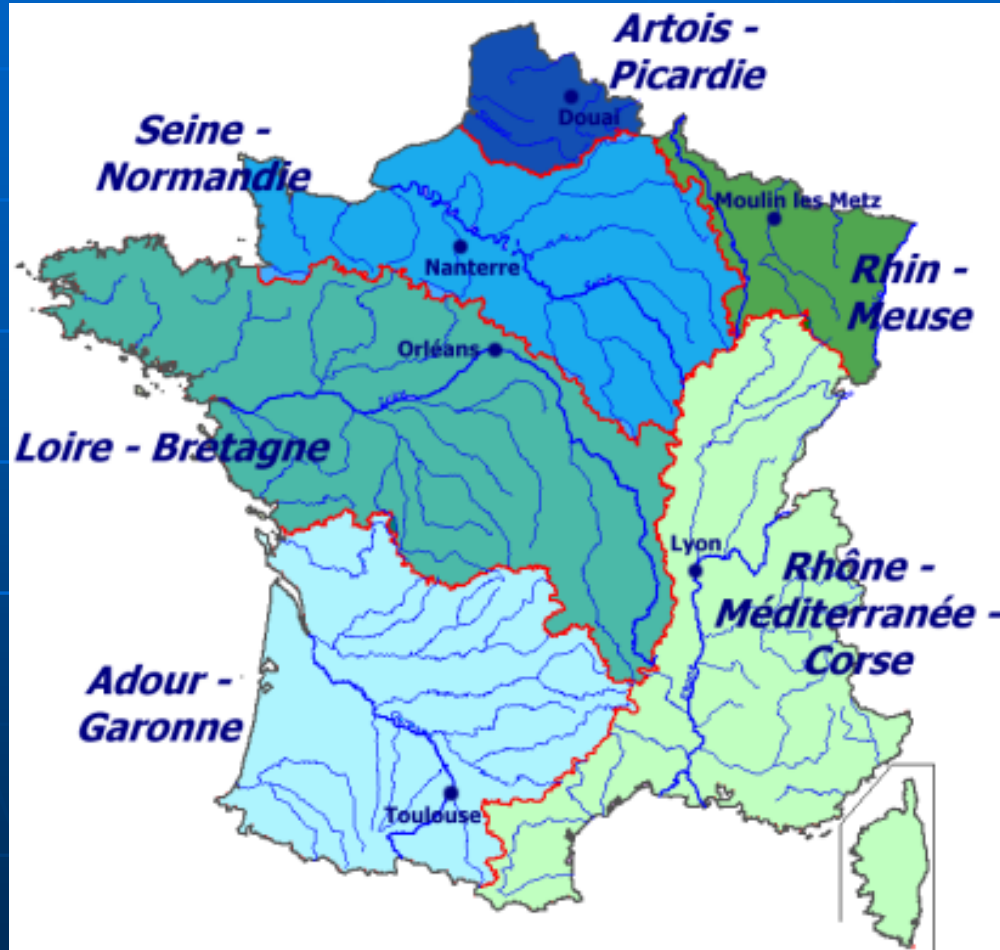 Artois -
Picardie
Douai
Seine -
Normandie
Moulin les Metz
Nanterre
Rhin -
Meuse
Orléans
Loire
Loire - Bretagne
Lyon
Rhône -
Méditerranée -
Corse
Adour -
Garonne
Toulouse